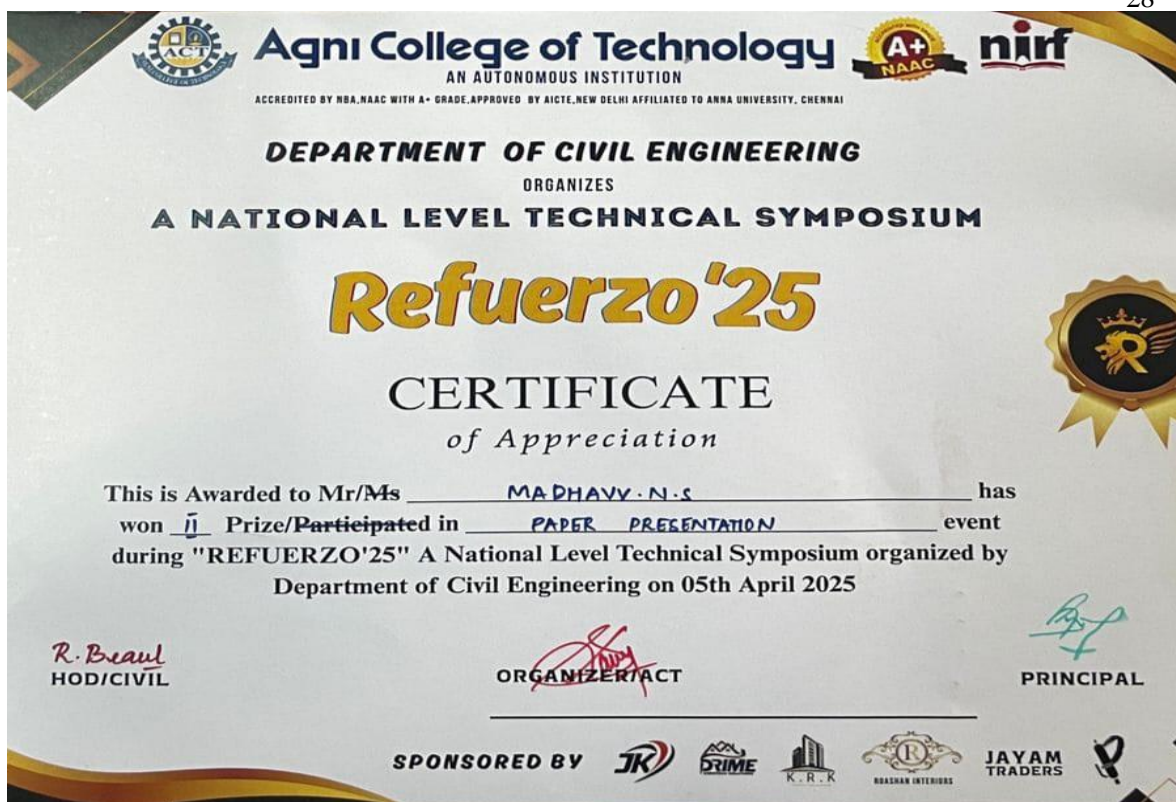 28
ACT
Agni College of Technology
A+
NAAC
nirf
AN AUTONOMOUS INSTITUTION
ACCREDITED BY NBA,NAAC WITH A+ GRADE.APPROVED BY AICTE,NEW DELHI AFFILIATED TO ANNA UNIVERSITY, CHENNAI
DEPARTMENT OF CIVIL ENGINEERING
ORGANIZES
A NATIONAL LEVEL TECHNICAL SYMPOSIUM
Refuerzo'25
R
CERTIFICATE
of Appreciation
This is Awarded to Mr/Ms MADHAVV.N.S has
won II Prize/Participated in PAPER PRESENTATION event
during "REFUERZO'25" A National Level Technical Symposium organized by
Department of Civil Engineering on 05th April 2025
R. Beaul
HOD/CIVIL
ORGANIZER/ACT
PRINCIPAL
SPONSORED BY
JK
PRIME
K.R.K
R
ROASHAN INTERIORS
JAYAM
TRADERS